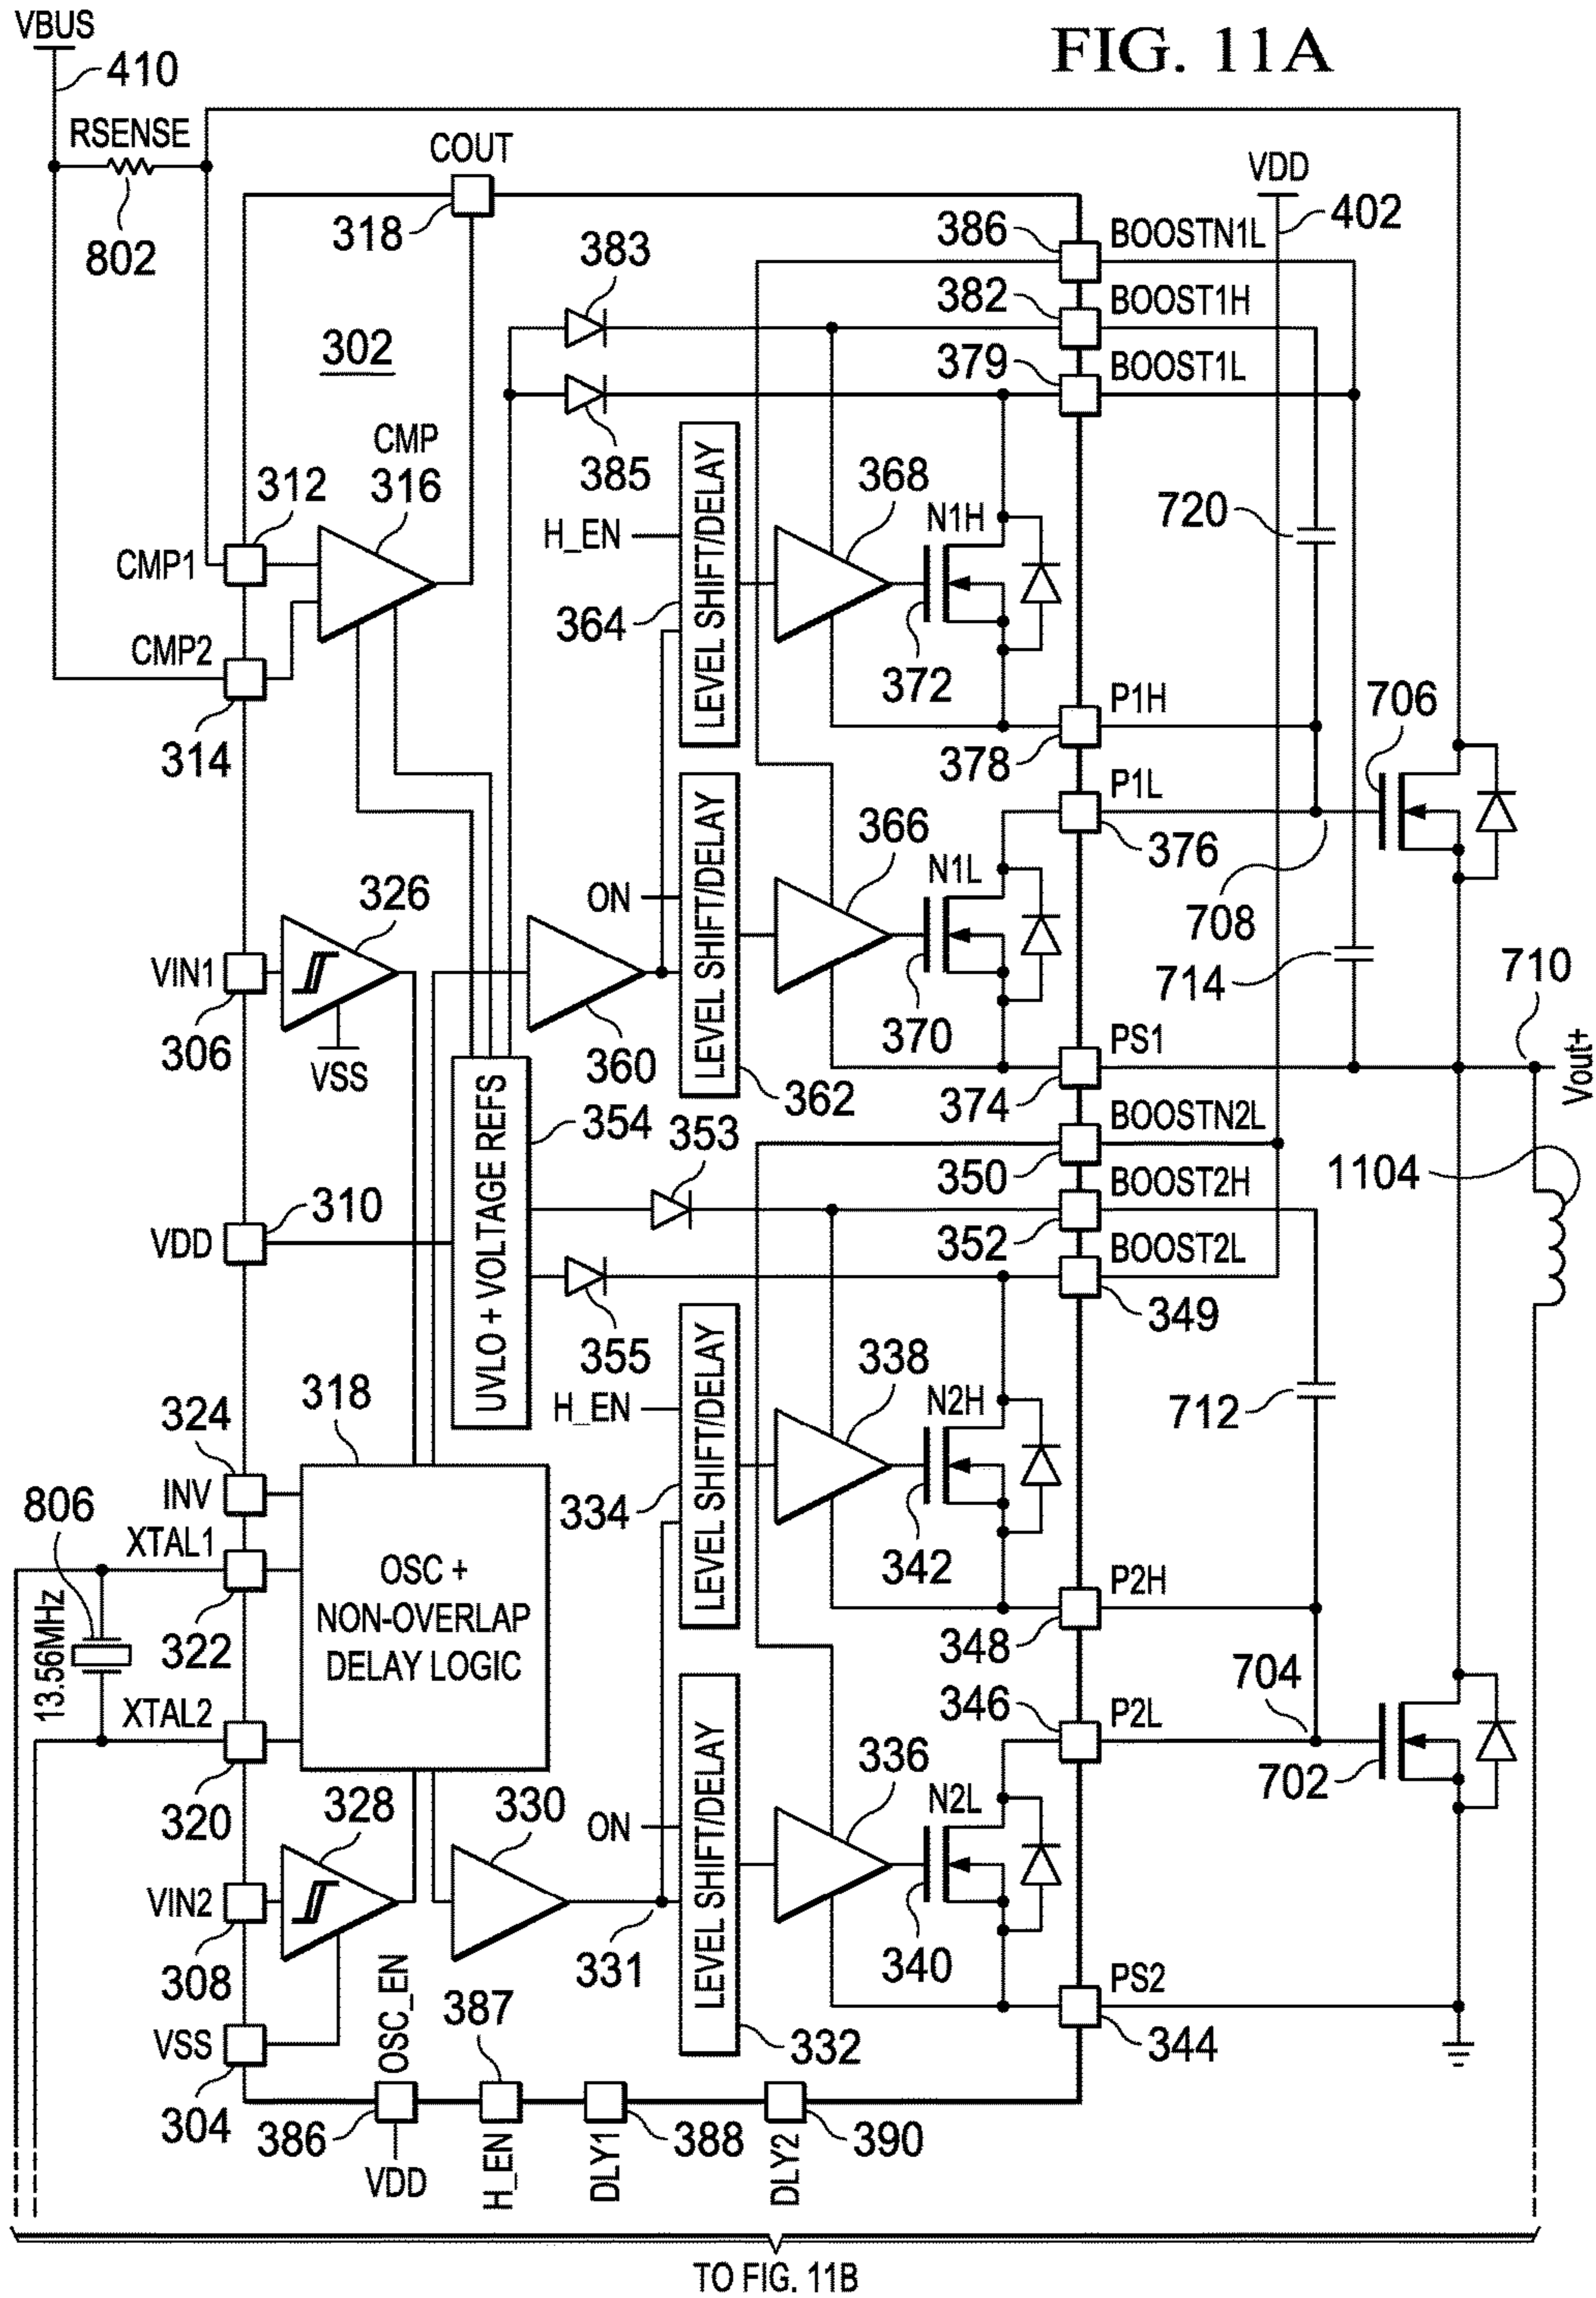 FIG. 11A
VBUS
410
RSENSE
802
COUT
318
VDD
402
386
BOOSTN1L
383
382
BOOST1H
302
379
BOOST1L
385
CMP
316
312
CMP1
H_EN
364
LEVEL SHIFT/DELAY
368
N1H
372
720
CMP2
314
P1H
378
706
P1L
376
708
326
VIN1
306
VSS
360
ON
LEVEL SHIFT/DELAY
362
366
N1L
370
714
710
Vout+
PS1
374
354
UVLO + VOLTAGE REFS
353
BOOSTN2L
350
1104
BOOST2H
352
310
VDD
BOOST2L
349
355
H_EN
334
LEVEL SHIFT/DELAY
338
N2H
342
712
318
324
INV
806
XTAL1
322
13.56MHz
OSC +
NON-OVERLAP
DELAY LOGIC
P2H
348
XTAL2
320
346
P2L
704
702
328
330
ON
LEVEL SHIFT/DELAY
336
N2L
340
VIN2
308
331
332
VSS
304
PS2
344
386
OSC_EN
VDD
387
H_EN
DLY1
388
DLY2
390
TO FIG. 11B